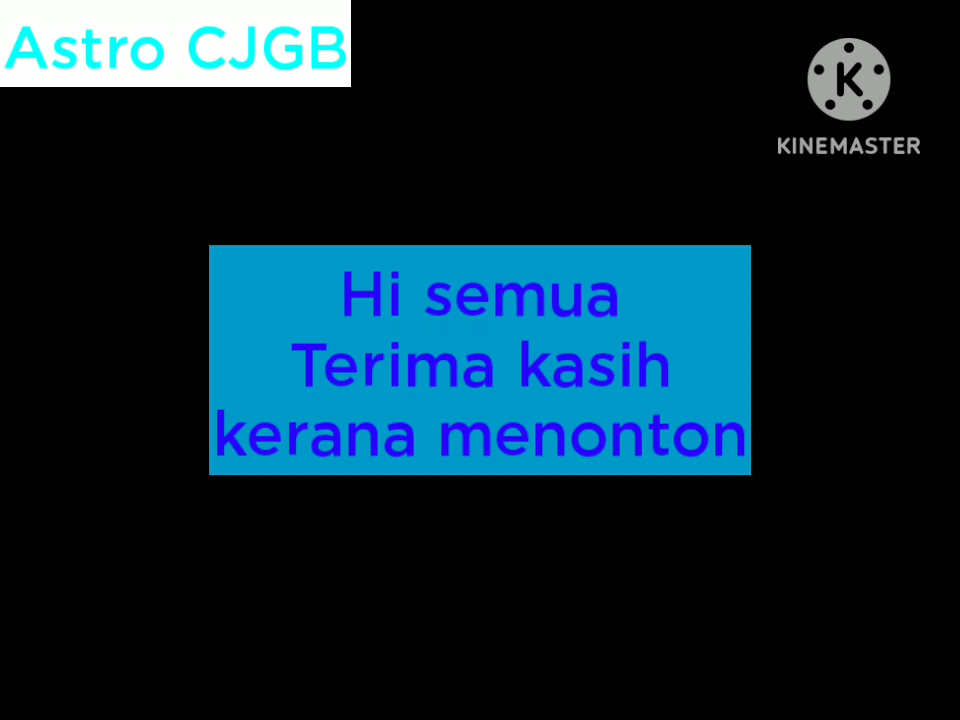 Astro CJGB
K
KINEMASTER
Hi semua
Terima kasih
kerana menonton